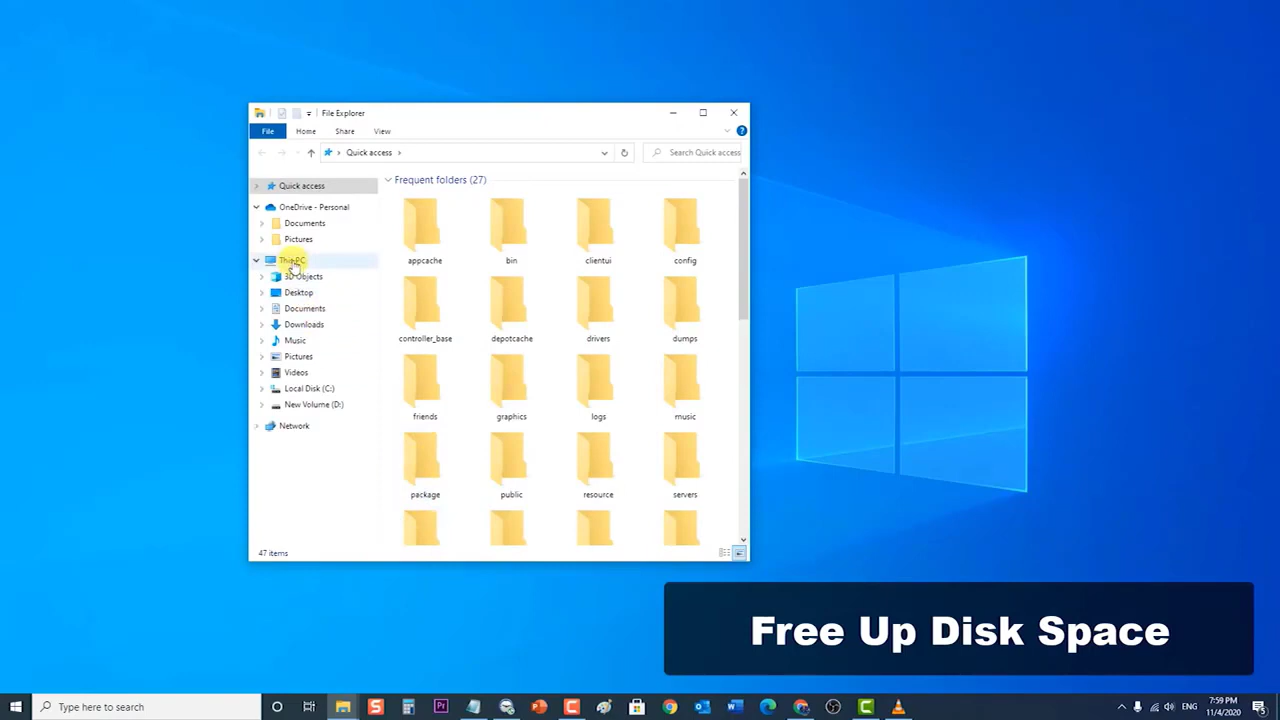 File Explorer
File
Home
Share
View
Quick access
Search Quick access
Quick access
OneDrive - Personal
Documents
Pictures
This PC
3D Objects
Desktop
Documents
Downloads
Music
Pictures
Videos
Local Disk (C:)
New Volume (D:)
Network
Frequent folders (27)
appcache
bin
clientui
config
controller_base
depotcache
drivers
dumps
friends
graphics
logs
music
package
public
resource
servers
47 items
Free Up Disk Space
Type here to search
ENG
7:59 PM
11/4/2020